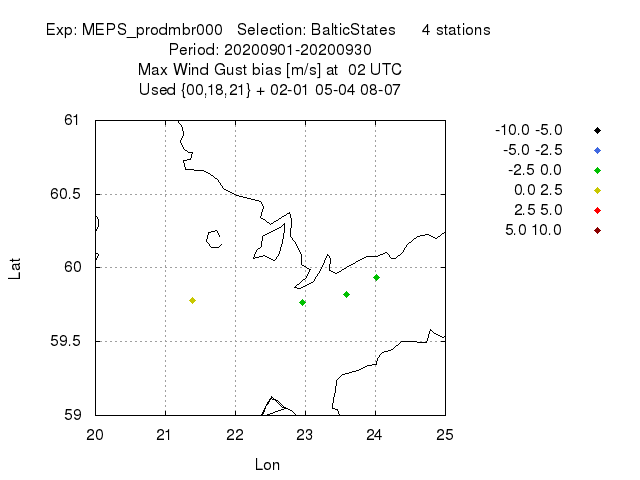 Exp: MEPS_prodmbr000 Selection: BalticStates 4 stations
Period: 20200901-20200930
Max Wind Gust bias [m/s] at 02 UTC
Used {00,18,21} + 02-01 05-04 08-07
61
60.5
60
59.5
59
Lat
20 21 22 23 24 25
Lon
-10.0 -5.0
-5.0 -2.5
-2.5 0.0
0.0 2.5
2.5 5.0
5.0 10.0